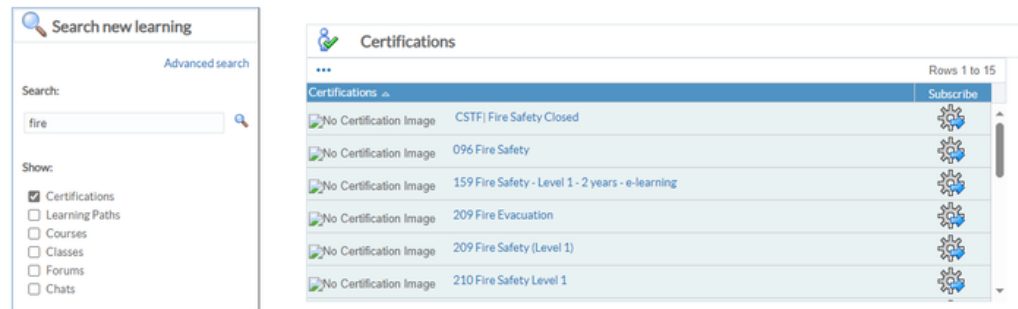 Search new learning
Advanced search
Search:
fire
Show:
Certifications
Learning Paths
Courses
Classes
Forums
Chats
Certifications
•••
Rows 1 to 15
Certifications Subscribe
No Certification Image CSTF| Fire Safety Closed
No Certification Image 096 Fire Safety
No Certification Image 159 Fire Safety - Level 1 - 2 years - e-learning
No Certification Image 209 Fire Evacuation
No Certification Image 209 Fire Safety (Level 1)
No Certification Image 210 Fire Safety Level 1